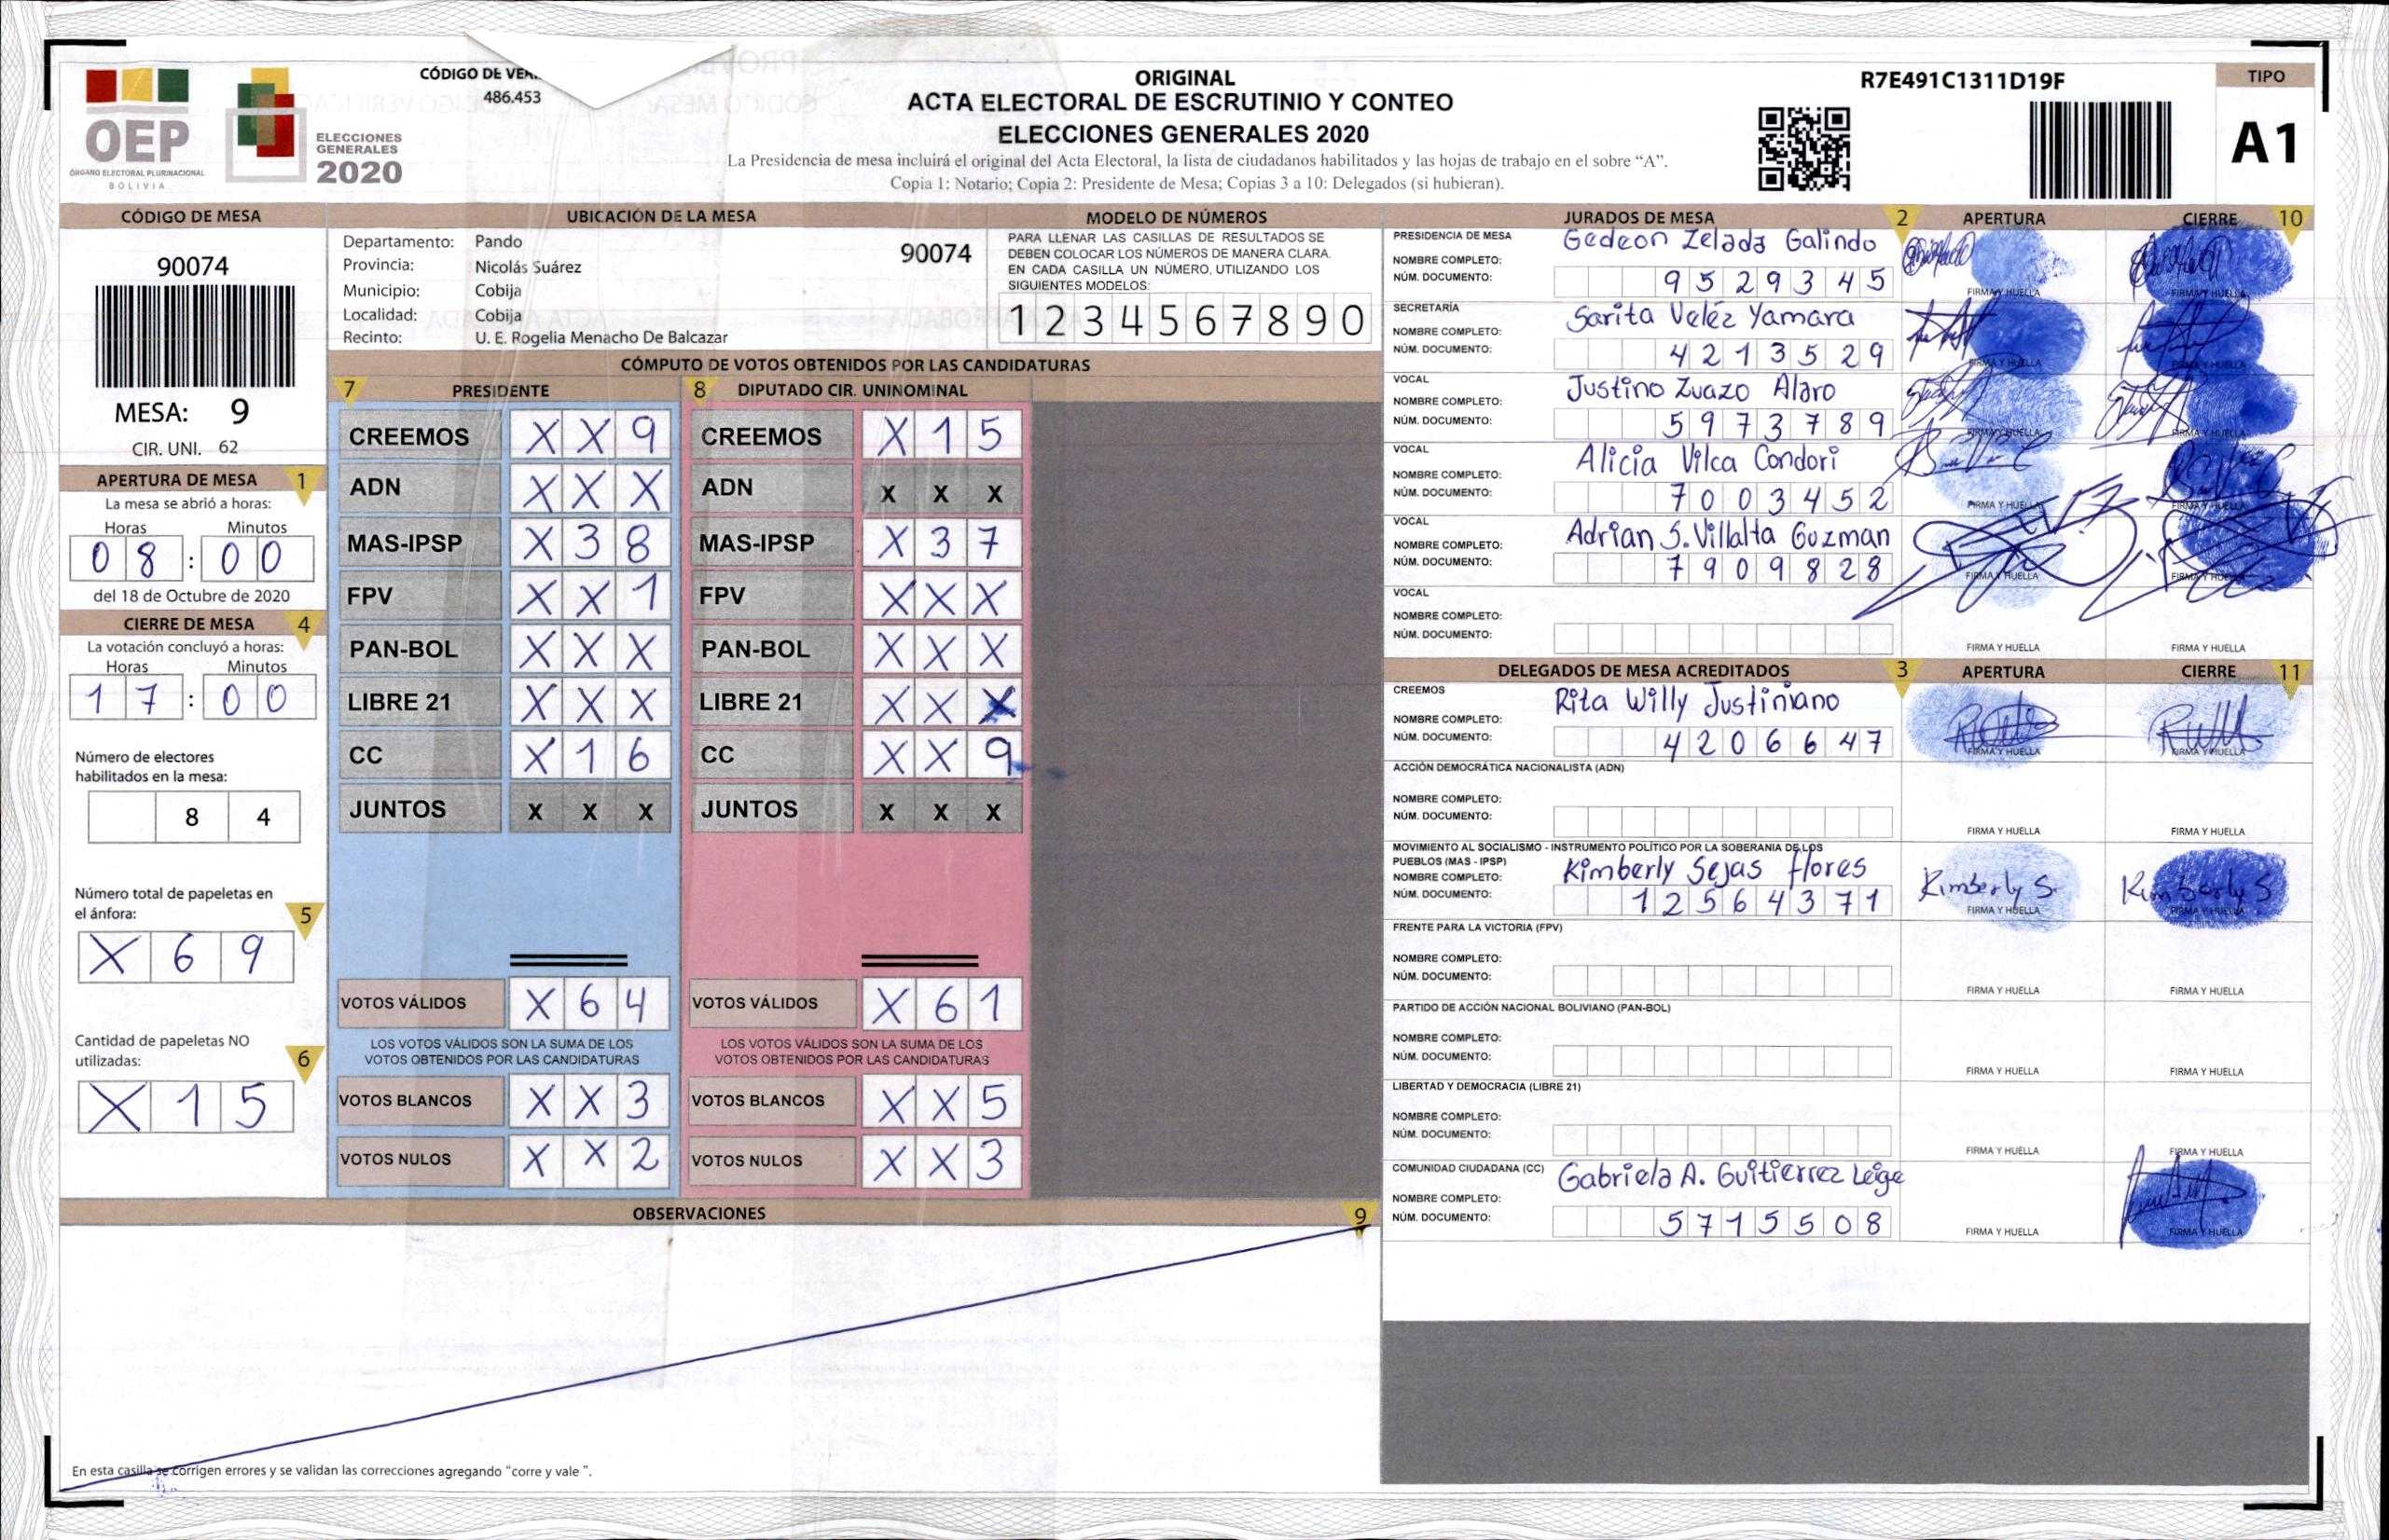 CÓDIGO DE VER
486.453
ORIGINAL
ACTA ELECTORAL DE ESCRUTINIO Y CONTEO
ELECCIONES GENERALES 2020
La Presidencia de mesa incluirá el original del Acta Electoral, la lista de ciudadanos habilitados y las hojas de trabajo en el sobre “A”.
Copia 1: Notario; Copia 2: Presidente de Mesa; Copias 3 a 10: Delegados (si hubieran).
R7E491C1311D19F
TIPO
A1
OEP
ÓRGANO ELECTORAL PLURINACIONAL
BOLIVIA
ELECCIONES
GENERALES
2020
CÓDIGO DE MESA
90074
MESA: 9
CIR. UNI. 62
APERTURA DE MESA 1
La mesa se abrió a horas:
Horas Minutos
0 8 : 0 0
del 18 de Octubre de 2020
CIERRE DE MESA 4
La votación concluyó a horas:
Horas Minutos
1 7 : 0 0
Número de electores
habilitados en la mesa:
8 4
Número total de papeletas en
el ánfora: 5
X 6 9
Cantidad de papeletas NO
utilizadas: 6
X 1 5
UBICACIÓN DE LA MESA
Departamento: Pando
90074
Provincia: Nicolás Suárez
Municipio: Cobija
Localidad: Cobija
Recinto: U. E. Rogelia Menacho De Balcazar
MODELO DE NÚMEROS
PARA LLENAR LAS CASILLAS DE RESULTADOS SE
DEBEN COLOCAR LOS NÚMEROS DE MANERA CLARA.
EN CADA CASILLA UN NÚMERO, UTILIZANDO LOS
SIGUIENTES MODELOS:
1 2 3 4 5 6 7 8 9 0
CÓMPUTO DE VOTOS OBTENIDOS POR LAS CANDIDATURAS
7 PRESIDENTE
CREEMOS X X 9
ADN X X X
MAS-IPSP X 3 8
FPV X X 1
PAN-BOL X X X
LIBRE 21 X X X
CC X 1 6
JUNTOS X X X
VOTOS VÁLIDOS X 6 4
LOS VOTOS VÁLIDOS SON LA SUMA DE LOS
VOTOS OBTENIDOS POR LAS CANDIDATURAS
VOTOS BLANCOS X X 3
VOTOS NULOS X X 2
8 DIPUTADO CIR. UNINOMINAL
CREEMOS X 1 5
ADN X X X
MAS-IPSP X 3 7
FPV X X X
PAN-BOL X X X
LIBRE 21 X X X
CC X X 9
JUNTOS X X X
VOTOS VÁLIDOS X 6 1
LOS VOTOS VÁLIDOS SON LA SUMA DE LOS
VOTOS OBTENIDOS POR LAS CANDIDATURAS
VOTOS BLANCOS X X 5
VOTOS NULOS X X 3
OBSERVACIONES 9
En esta casilla se corrigen errores y se validan las correcciones agregando “corre y vale ”.
JURADOS DE MESA 2 APERTURA CIERRE 10
PRESIDENCIA DE MESA
NOMBRE COMPLETO: Gedeon Zelada Galindo
NÚM. DOCUMENTO: 9 5 2 9 3 4 5
FIRMA Y HUELLA FIRMA Y HUELLA
SECRETARÍA
NOMBRE COMPLETO: Sarita Veléz Yamara
NÚM. DOCUMENTO: 4 2 1 3 5 2 9
FIRMA Y HUELLA FIRMA Y HUELLA
VOCAL
NOMBRE COMPLETO: Justino Zuazo Alaro
NÚM. DOCUMENTO: 5 9 7 3 7 8 9
FIRMA Y HUELLA FIRMA Y HUELLA
VOCAL
NOMBRE COMPLETO: Alicia Vilca Condori
NÚM. DOCUMENTO: 7 0 0 3 4 5 2
FIRMA Y HUELLA FIRMA Y HUELLA
VOCAL
NOMBRE COMPLETO: Adrian S. Villalta Guzman
NÚM. DOCUMENTO: 7 9 0 9 8 2 8
FIRMA Y HUELLA FIRMA Y HUELLA
VOCAL
NOMBRE COMPLETO:
NÚM. DOCUMENTO:
FIRMA Y HUELLA FIRMA Y HUELLA
DELEGADOS DE MESA ACREDITADOS 3 APERTURA CIERRE 11
CREEMOS
NOMBRE COMPLETO: Rita Willy Justiniano
NÚM. DOCUMENTO: 4 2 0 6 6 4 7
FIRMA Y HUELLA FIRMA Y HUELLA
ACCIÓN DEMOCRÁTICA NACIONALISTA (ADN)
NOMBRE COMPLETO:
NÚM. DOCUMENTO:
FIRMA Y HUELLA FIRMA Y HUELLA
MOVIMIENTO AL SOCIALISMO - INSTRUMENTO POLÍTICO POR LA SOBERANIA DE LOS
PUEBLOS (MAS - IPSP)
NOMBRE COMPLETO: Kimberly Sejas flores
NÚM. DOCUMENTO: 1 2 5 6 4 3 7 1
Kimberly S. Kimberly S
FIRMA Y HUELLA FIRMA Y HUELLA
FRENTE PARA LA VICTORIA (FPV)
NOMBRE COMPLETO:
NÚM. DOCUMENTO:
FIRMA Y HUELLA FIRMA Y HUELLA
PARTIDO DE ACCIÓN NACIONAL BOLIVIANO (PAN-BOL)
NOMBRE COMPLETO:
NÚM. DOCUMENTO:
FIRMA Y HUELLA FIRMA Y HUELLA
LIBERTAD Y DEMOCRACIA (LIBRE 21)
NOMBRE COMPLETO:
NÚM. DOCUMENTO:
FIRMA Y HUELLA FIRMA Y HUELLA
COMUNIDAD CIUDADANA (CC)
NOMBRE COMPLETO: Gabriela A. Guitierrez Leige
NÚM. DOCUMENTO: 5 7 1 5 5 0 8
FIRMA Y HUELLA FIRMA Y HUELLA